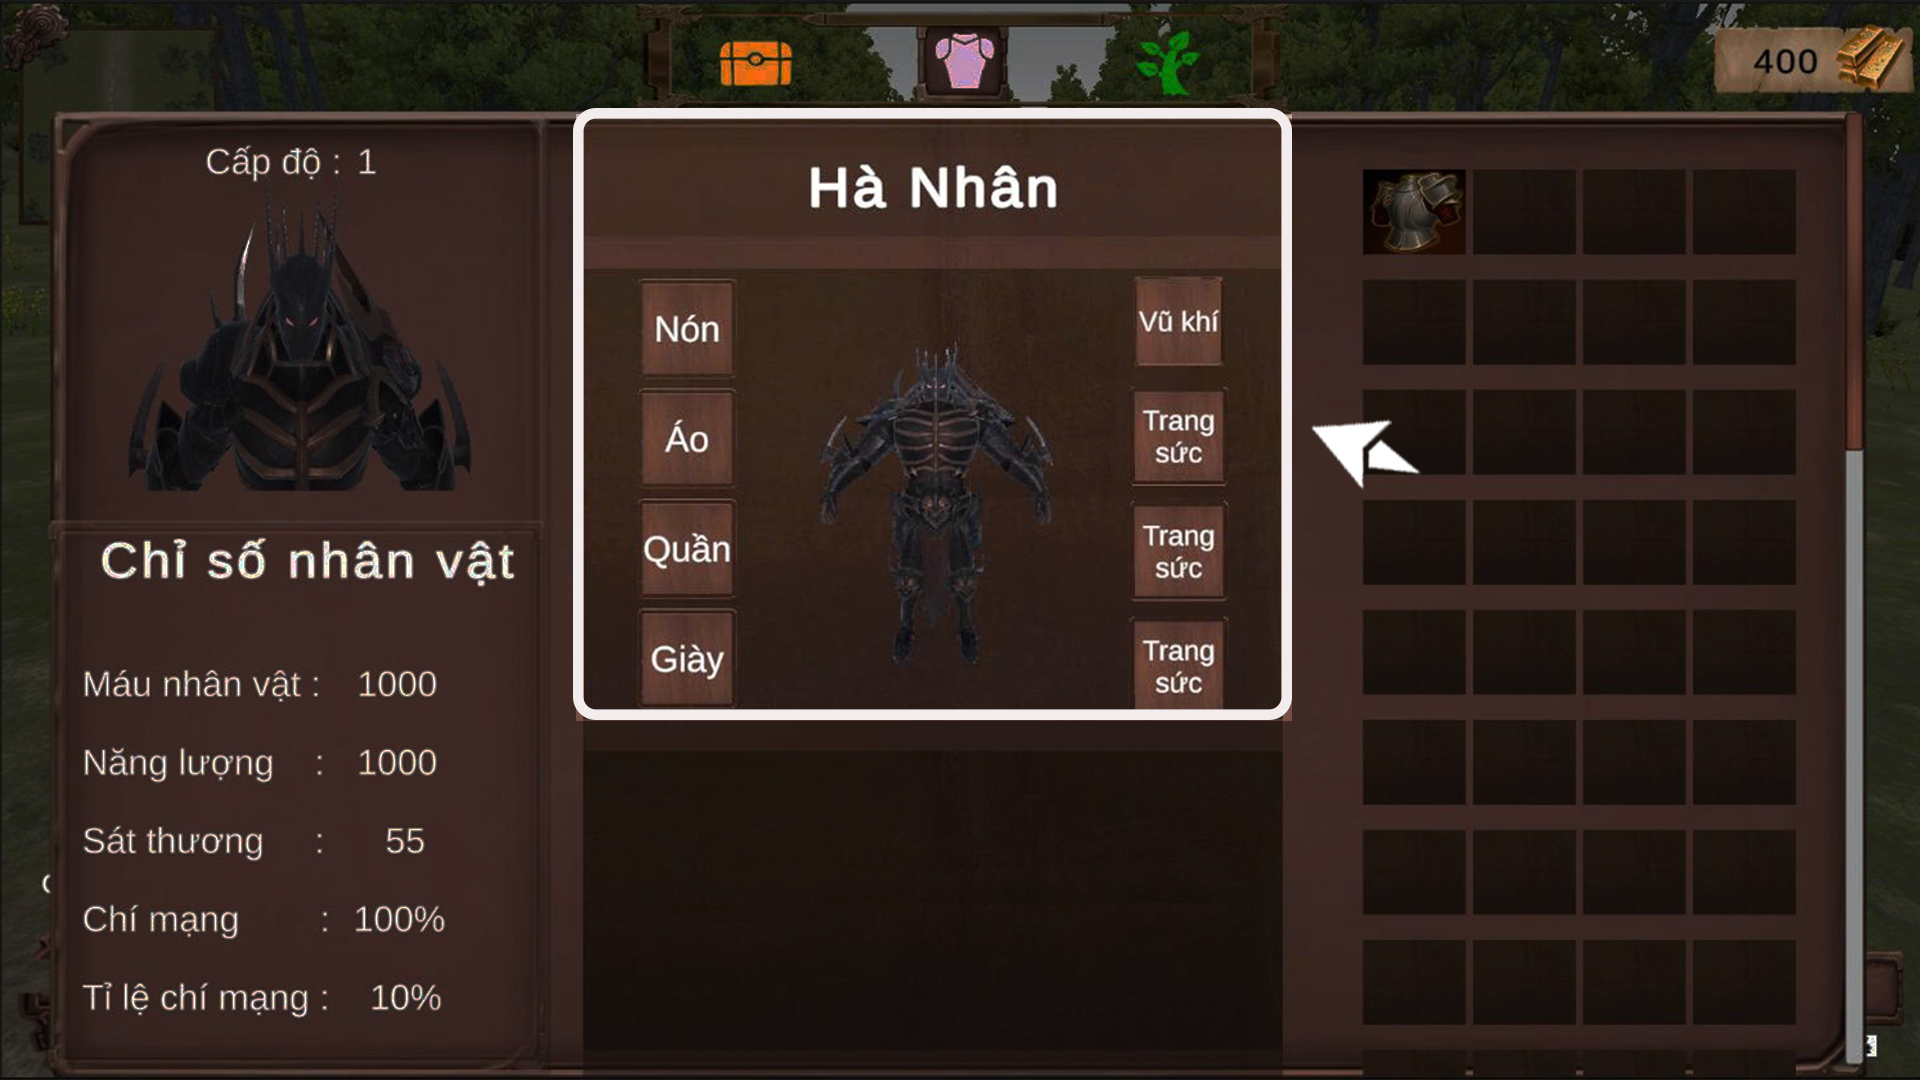 400
Cấp độ : 1
Chỉ số nhân vật
Máu nhân vật : 1000
Năng lượng : 1000
Sát thương : 55
Chí mạng : 100%
Tỉ lệ chí mạng : 10%
Hà Nhân
Nón
Áo
Quần
Giày
Vũ khí
Trang
sức
Trang
sức
Trang
sức